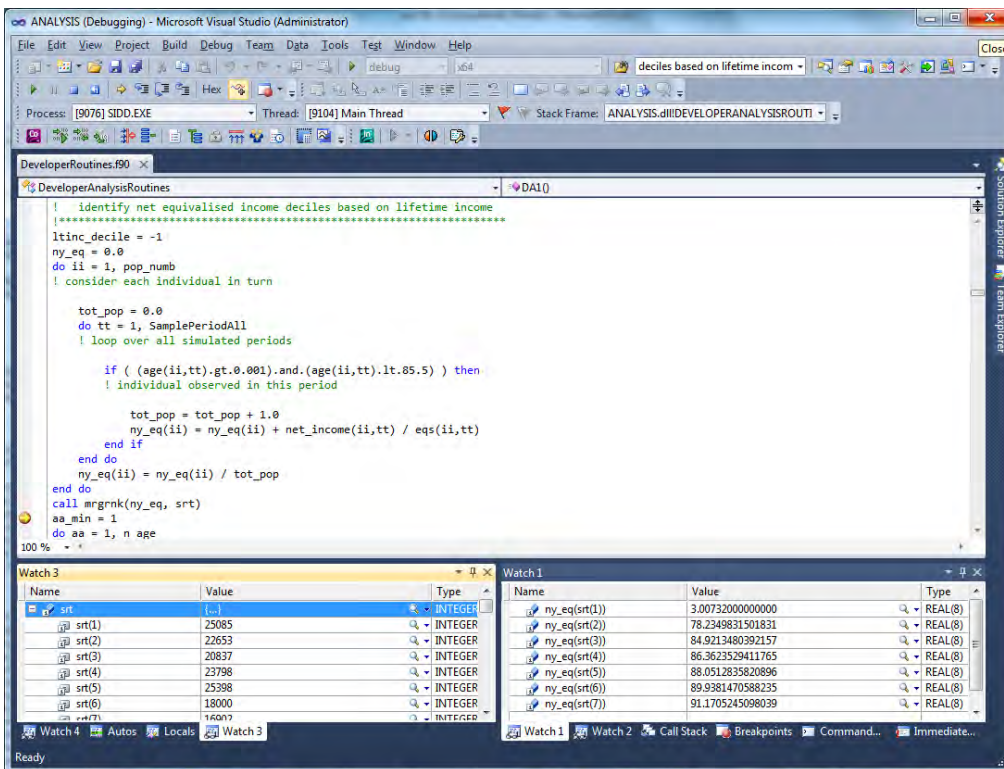 ANALYSIS (Debugging) - Microsoft Visual Studio (Administrator)
File Edit View Project Build Debug Team Data Tools Test Window Help
Close
debug x64 deciles based on lifetime incom
Hex
Process: [9076] SIDD.EXE Thread: [9104] Main Thread Stack Frame: ANALYSIS.dll!DEVELOPERANALYSISROUTI
DeveloperRoutines.f90
DeveloperAnalysisRoutines DA1()
! identify net equivalised income deciles based on lifetime income
!**********************************************************************
ltinc_decile = -1
ny_eq = 0.0
do ii = 1, pop_numb
! consider each individual in turn
tot_pop = 0.0
do tt = 1, SamplePeriodAll
! loop over all simulated periods
if ( (age(ii,tt).gt.0.001).and.(age(ii,tt).lt.85.5) ) then
! individual observed in this period
tot_pop = tot_pop + 1.0
ny_eq(ii) = ny_eq(ii) + net_income(ii,tt) / eqs(ii,tt)
end if
end do
ny_eq(ii) = ny_eq(ii) / tot_pop
end do
call mrgrnk(ny_eq, srt)
aa_min = 1
do aa = 1, n age
100 %
Solution Explorer
Team Explorer
Watch 3
Name Value Type
srt {...} INTEGER
srt(1) 25085 INTEGER
srt(2) 22653 INTEGER
srt(3) 20837 INTEGER
srt(4) 23798 INTEGER
srt(5) 25398 INTEGER
srt(6) 18000 INTEGER
srt(7) 16902 INTEGER
Watch 4 Autos Locals Watch 3
Watch 1
Name Value Type
ny_eq(srt(1)) 3.00732000000000 REAL(8)
ny_eq(srt(2)) 78.2349831501831 REAL(8)
ny_eq(srt(3)) 84.9213480392157 REAL(8)
ny_eq(srt(4)) 86.3623529411765 REAL(8)
ny_eq(srt(5)) 88.0512835820896 REAL(8)
ny_eq(srt(6)) 89.9381470588235 REAL(8)
ny_eq(srt(7)) 91.1705245098039 REAL(8)
Watch 1 Watch 2 Call Stack Breakpoints Command... Immediate...
Ready